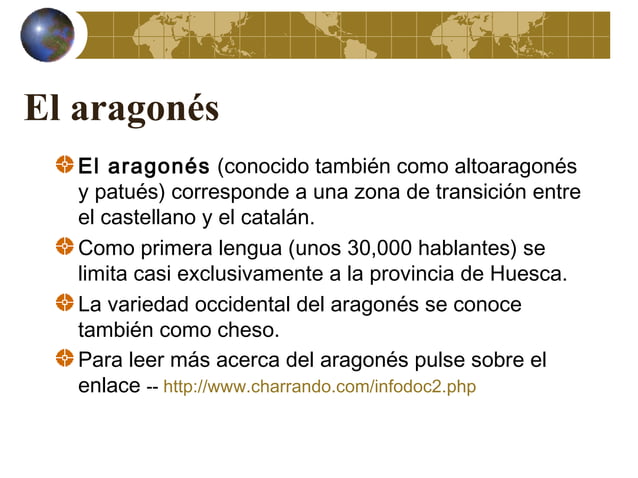 El aragonés
El aragonés (conocido también como altoaragonés
y patués) corresponde a una zona de transición entre
el castellano y el catalán.
Como primera lengua (unos 30,000 hablantes) se
limita casi exclusivamente a la provincia de Huesca.
La variedad occidental del aragonés se conoce
también como cheso.
Para leer más acerca del aragonés pulse sobre el
enlace -- http://www.charrando.com/infodoc2.php